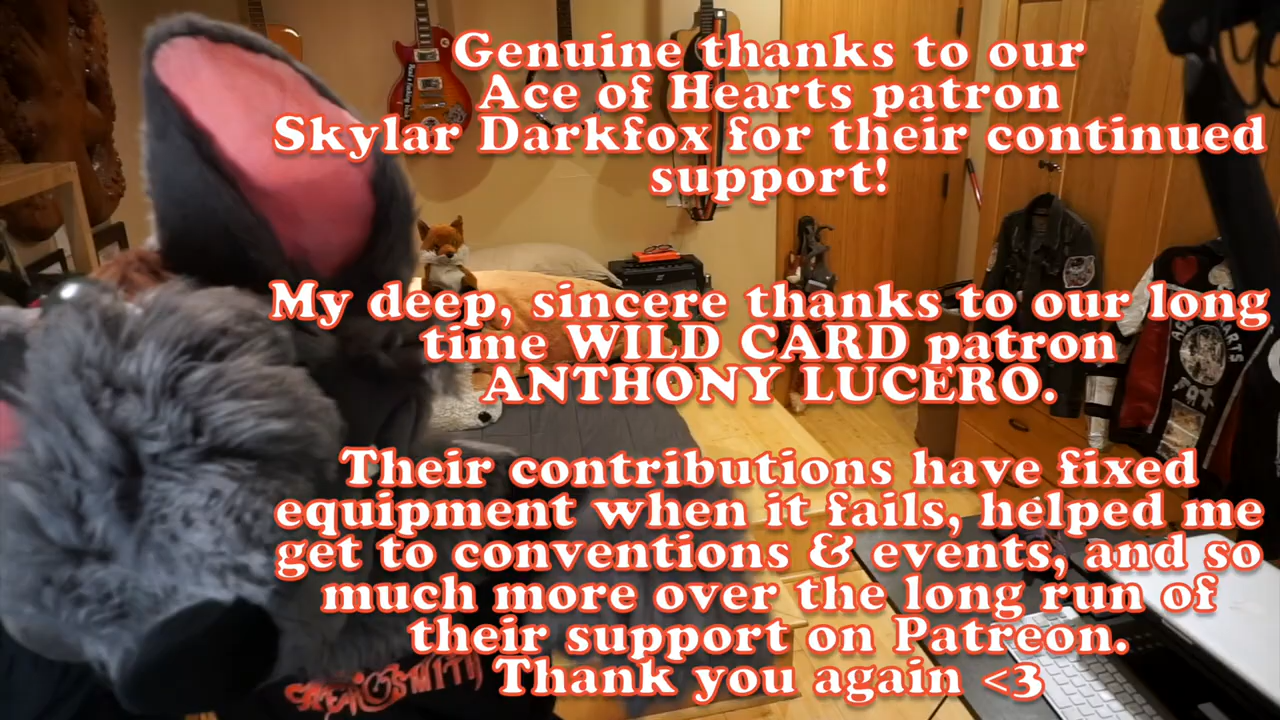 Genuine thanks to our
Ace of Hearts patron
Skylar Darkfox for their continued
support!
My deep, sincere thanks to our long
time WILD CARD patron
ANTHONY LUCERO.
Their contributions have fixed
equipment when it fails, helped me
get to conventions & events, and so
much more over the long run of
their support on Patreon.
Thank you again <3